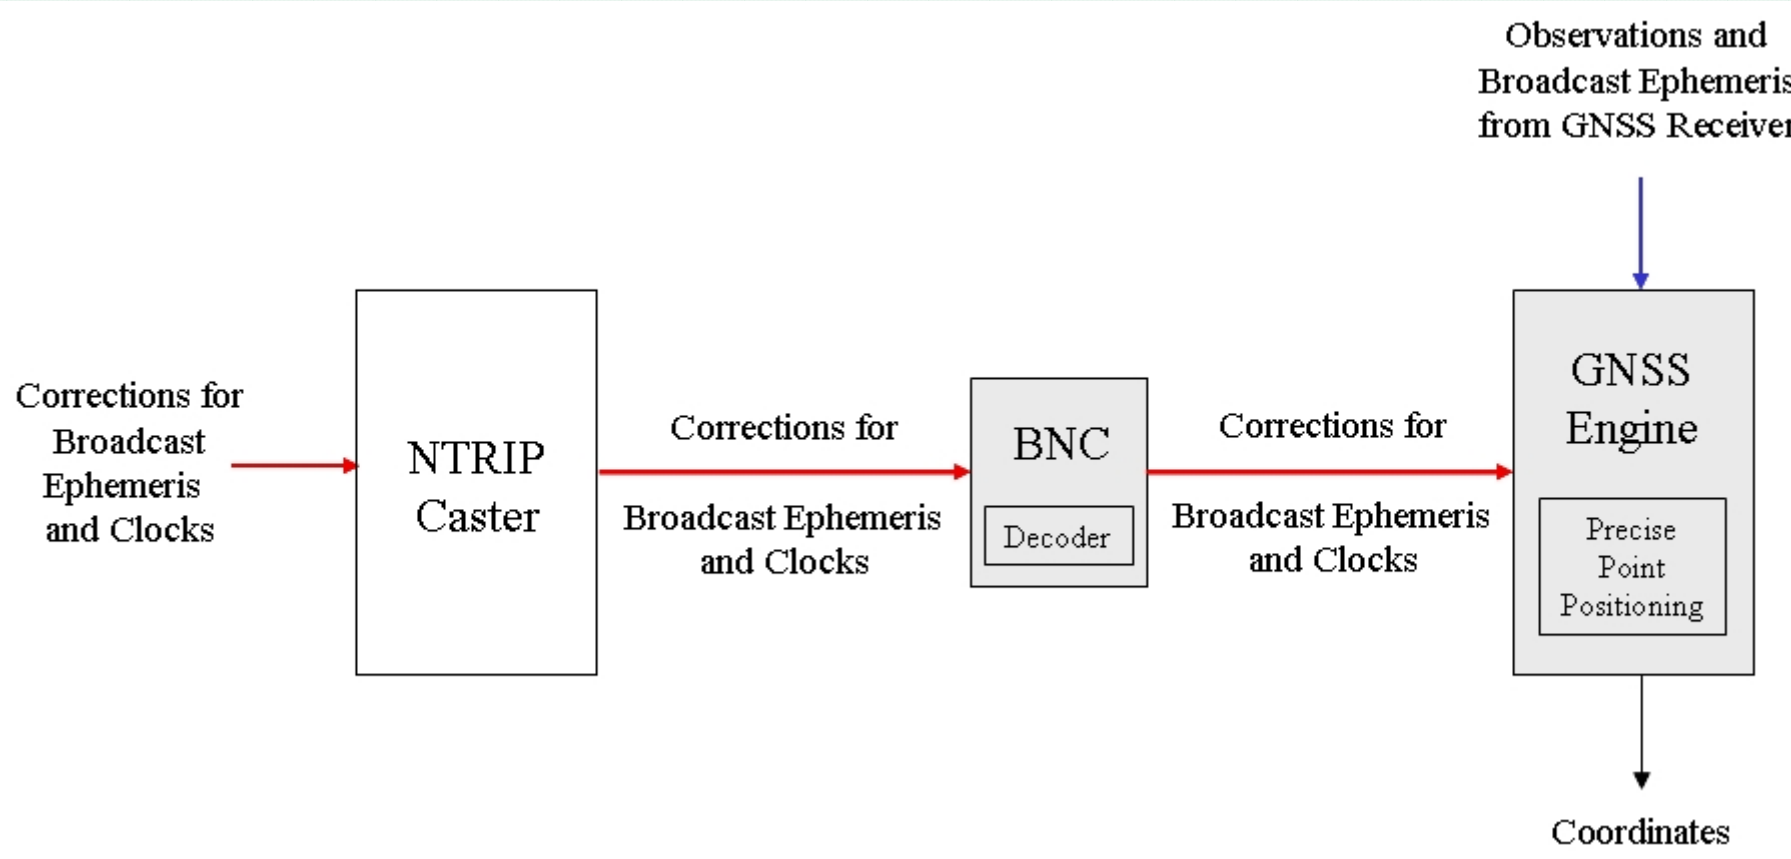 Observations and
Broadcast Ephemeris
from GNSS Receiver
Corrections for
Broadcast
Ephemeris
and Clocks
NTRIP
Caster
Corrections for
Broadcast Ephemeris
and Clocks
BNC
Decoder
Corrections for
Broadcast Ephemeris
and Clocks
GNSS
Engine
Precise
Point
Positioning
Coordinates